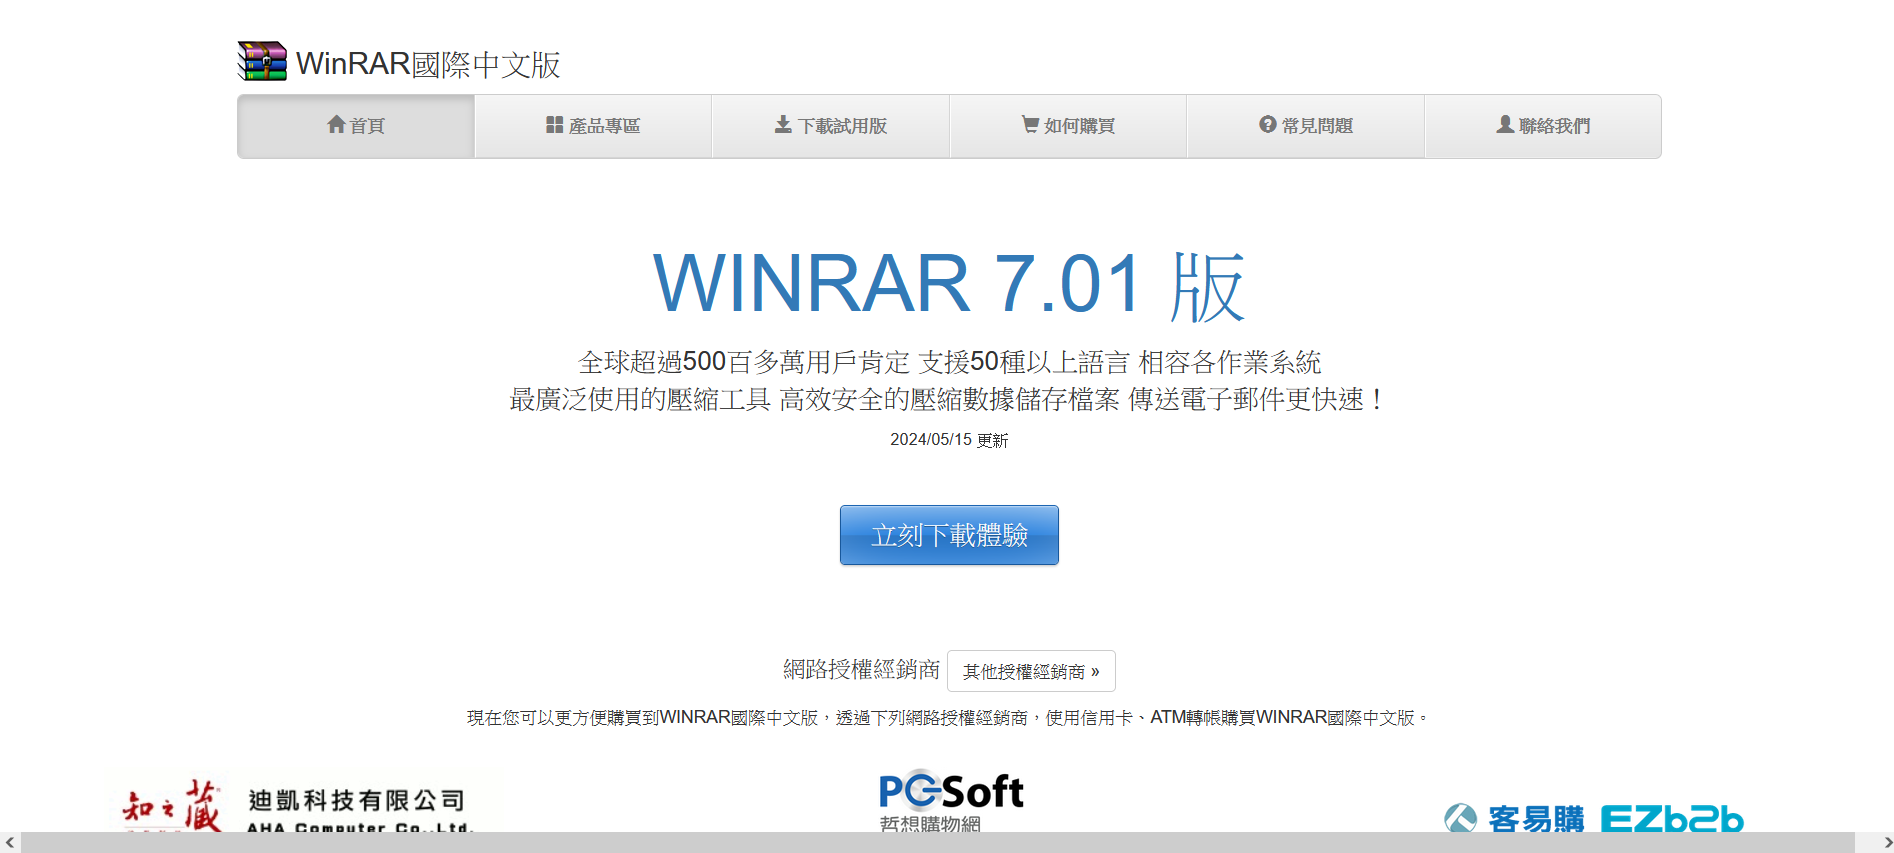 WinRAR國際中文版
首頁
產品專區
下載試用版
如何購買
常見問題
聯絡我們
WINRAR 7.01 版
全球超過500百多萬用戶肯定 支援50種以上語言 相容各作業系統
最廣泛使用的壓縮工具 高效安全的壓縮數據儲存檔案 傳送電子郵件更快速！
2024/05/15 更新
立刻下載體驗
網路授權經銷商 其他授權經銷商 »
現在您可以更方便購買到WINRAR國際中文版，透過下列網路授權經銷商，使用信用卡、ATM轉帳購買WINRAR國際中文版。
知之藏
迪凱科技有限公司
AHA Computer Co.,Ltd.
PCSoft
哲想購物網
客易購 EZb2b